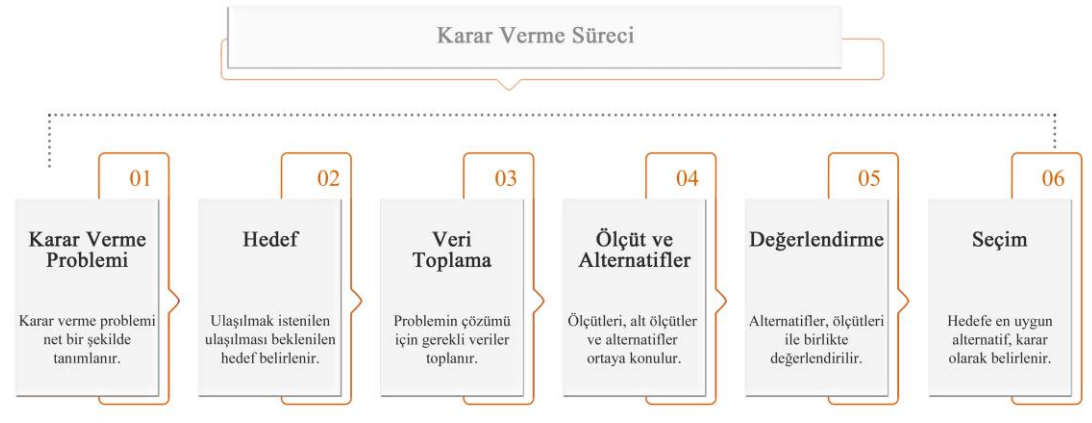 Karar Verme Süreci
01
Karar Verme
Problemi
Karar verme problemi
net bir şekilde
tanımlanır.
02
Hedef
Ulaşılmak istenilen
ulaşılması beklenilen
hedef belirlenir.
03
Veri
Toplama
Problemin çözümü
için gerekli veriler
toplanır.
04
Ölçüt ve
Alternatifler
Ölçütleri, alt ölçütler
ve alternatifler
ortaya konulur.
05
Değerlendirme
Alternatifler, ölçütleri
ile birlikte
değerlendirilir.
06
Seçim
Hedefe en uygun
alternatif, karar
olarak belirlenir.